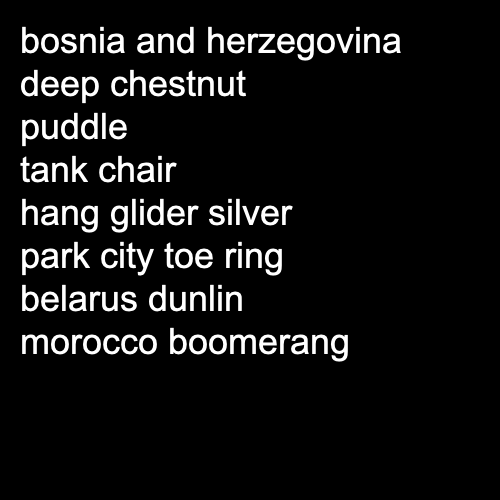 bosnia and herzegovina
deep chestnut
puddle
tank chair
hang glider silver
park city toe ring
belarus dunlin
morocco boomerang